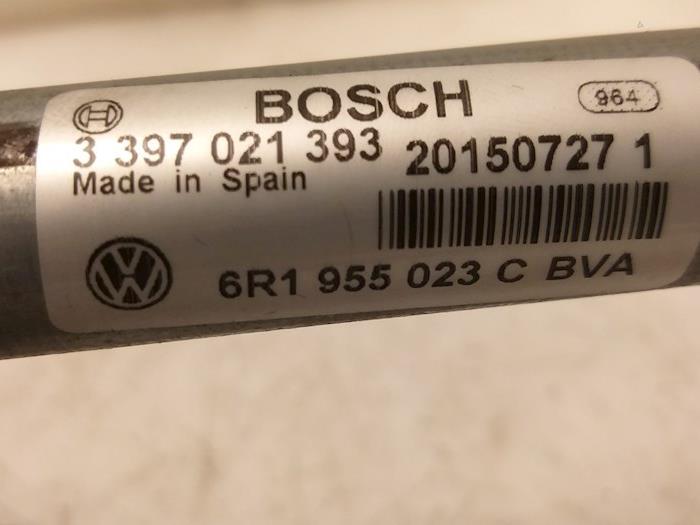 BOSCH 964
3 397 021 393 20150727 1
Made in Spain
6R1 955 023 C BVA